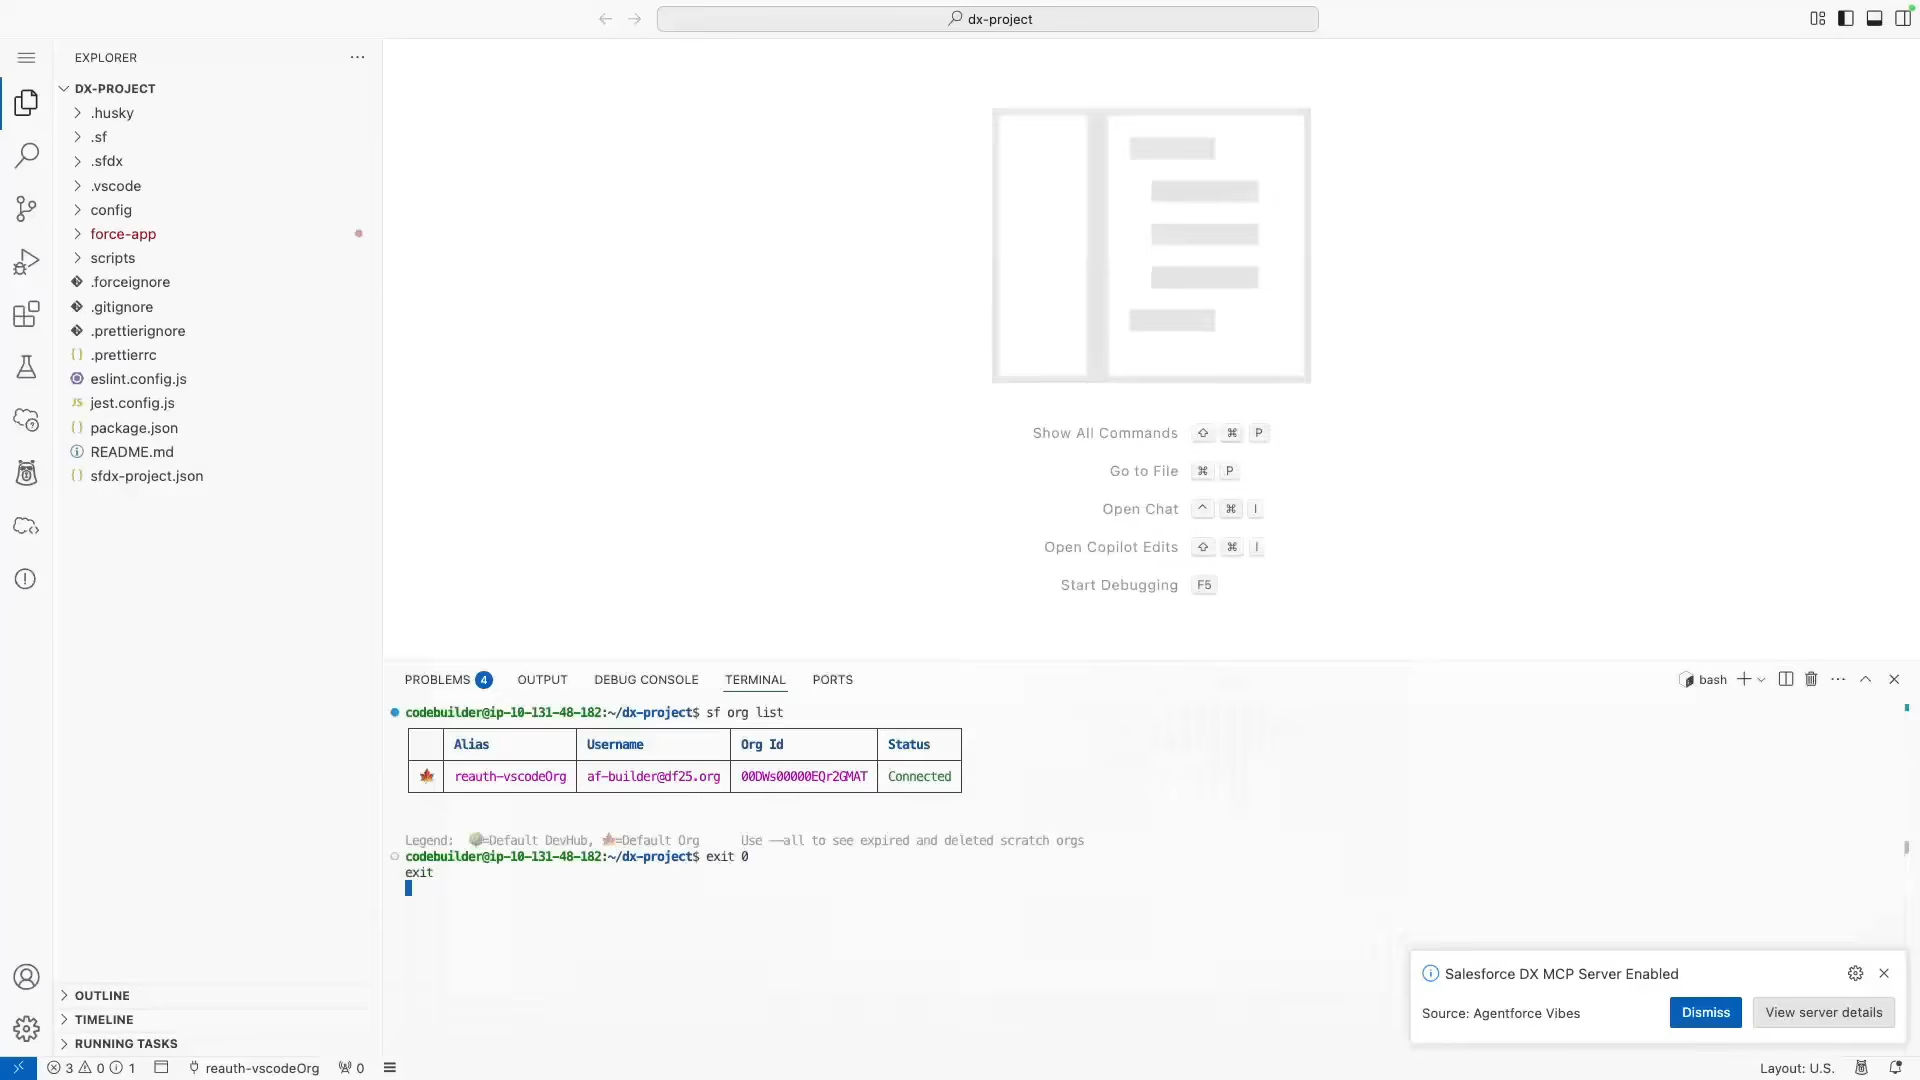 dx-project
EXPLORER
DX-PROJECT
.husky
.sf
.sfdx
.vscode
config
force-app
scripts
.forceignore
.gitignore
.prettierignore
.prettierrc
eslint.config.js
JS jest.config.js
package.json
README.md
sfdx-project.json
OUTLINE
TIMELINE
RUNNING TASKS
Show All Commands ⇧ ⌘ P
Go to File ⌘ P
Open Chat ^ ⌘ I
Open Copilot Edits ⇧ ⌘ I
Start Debugging F5
PROBLEMS 4 OUTPUT DEBUG CONSOLE TERMINAL PORTS
bash
codebuilder@ip-10-131-48-182:~/dx-project$ sf org list
Alias Username Org Id Status
reauth-vscodeOrg af-builder@df25.org 00DWs00000EQr2GMAT Connected
Legend: =Default DevHub, =Default Org Use --all to see expired and deleted scratch orgs
codebuilder@ip-10-131-48-182:~/dx-project$ exit 0
exit
Salesforce DX MCP Server Enabled
Source: Agentforce Vibes
Dismiss
View server details
3 0 1 reauth-vscodeOrg 0
Layout: U.S.